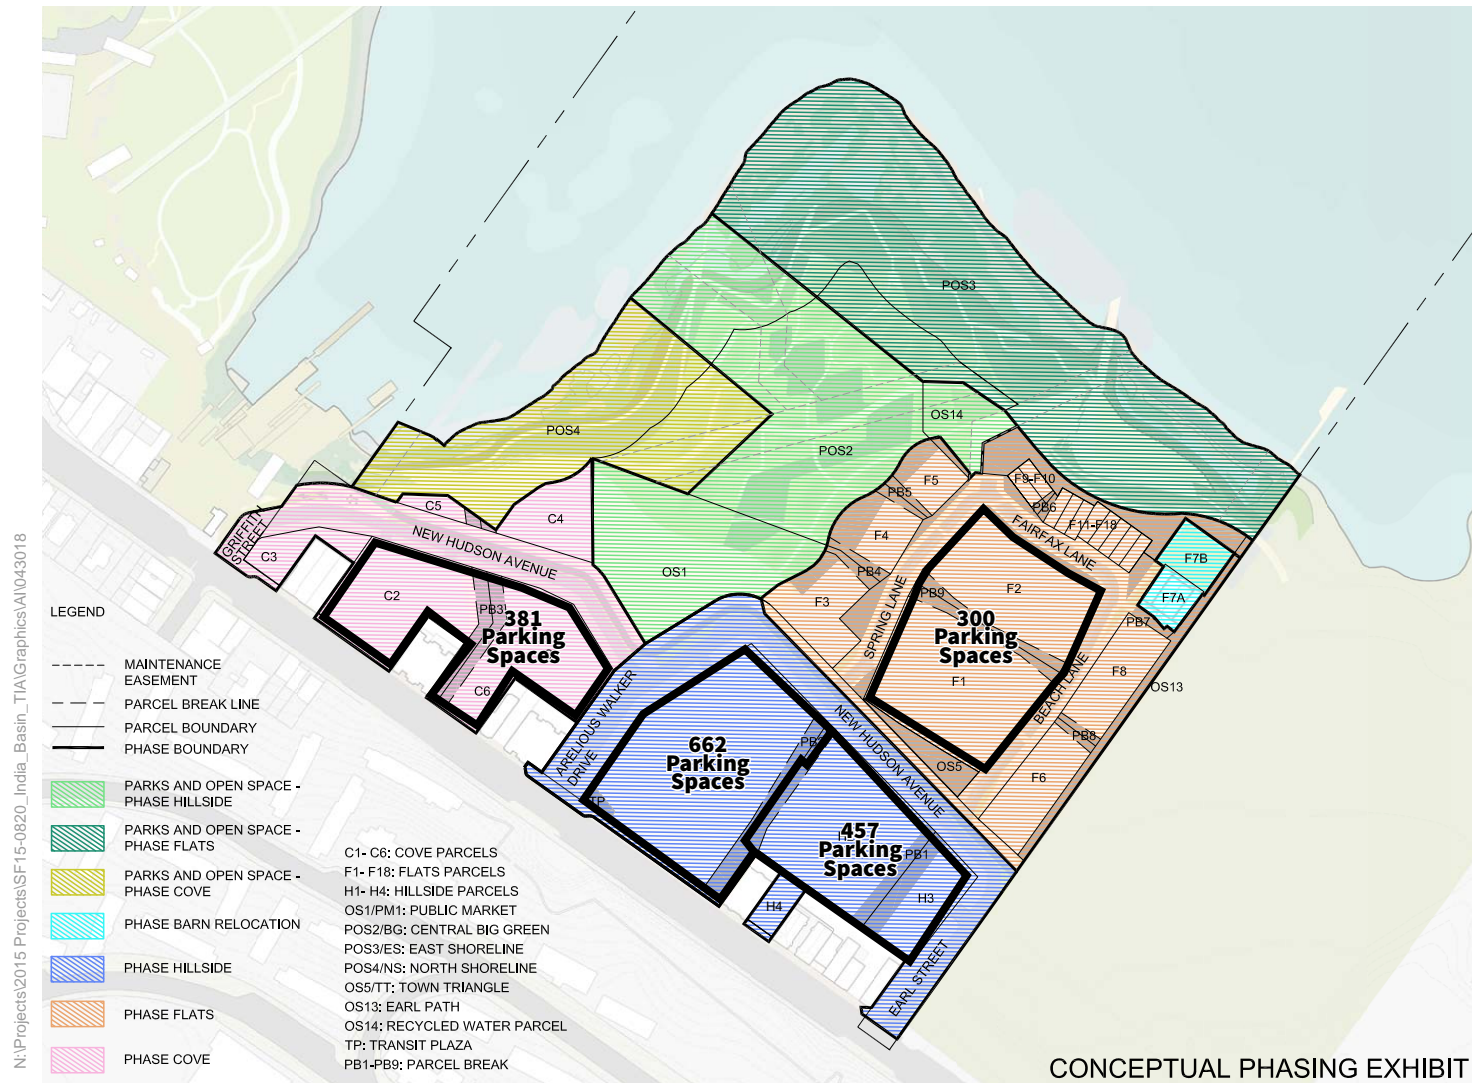 N:\Projects\2015 Projects\SF15-0820_India_Basin_TIA\Graphics\AI\043018
POS3
OS14
POS4
POS2
F5
F9-F10
PB5
PB6
C5
C4
F11-F18
GRIFFITH
STREET
NEW HUDSON AVENUE
FAIRFAX LANE
F4
C3
F7B
OS1
PB4
F2
PB9
F7A
C2
F3
PB3
SPRING LANE
PB7
381
Parking
Spaces
300
Parking
Spaces
F1
F8
C6
BEACH LANE
OS13
ARELIOUS WALKER
DRIVE
NEW HUDSON AVENUE
PB8
662
Parking
Spaces
OS5
F6
TP
457
Parking
Spaces
PB1
H3
H4
EARL STREET
LEGEND
MAINTENANCE
EASEMENT
PARCEL BREAK LINE
PARCEL BOUNDARY
PHASE BOUNDARY
PARKS AND OPEN SPACE -
PHASE HILLSIDE
PARKS AND OPEN SPACE -
PHASE FLATS
PARKS AND OPEN SPACE -
PHASE COVE
PHASE BARN RELOCATION
PHASE HILLSIDE
PHASE FLATS
PHASE COVE
C1- C6: COVE PARCELS
F1- F18: FLATS PARCELS
H1- H4: HILLSIDE PARCELS
OS1/PM1: PUBLIC MARKET
POS2/BG: CENTRAL BIG GREEN
POS3/ES: EAST SHORELINE
POS4/NS: NORTH SHORELINE
OS5/TT: TOWN TRIANGLE
OS13: EARL PATH
OS14: RECYCLED WATER PARCEL
TP: TRANSIT PLAZA
PB1-PB9: PARCEL BREAK
CONCEPTUAL PHASING EXHIBIT